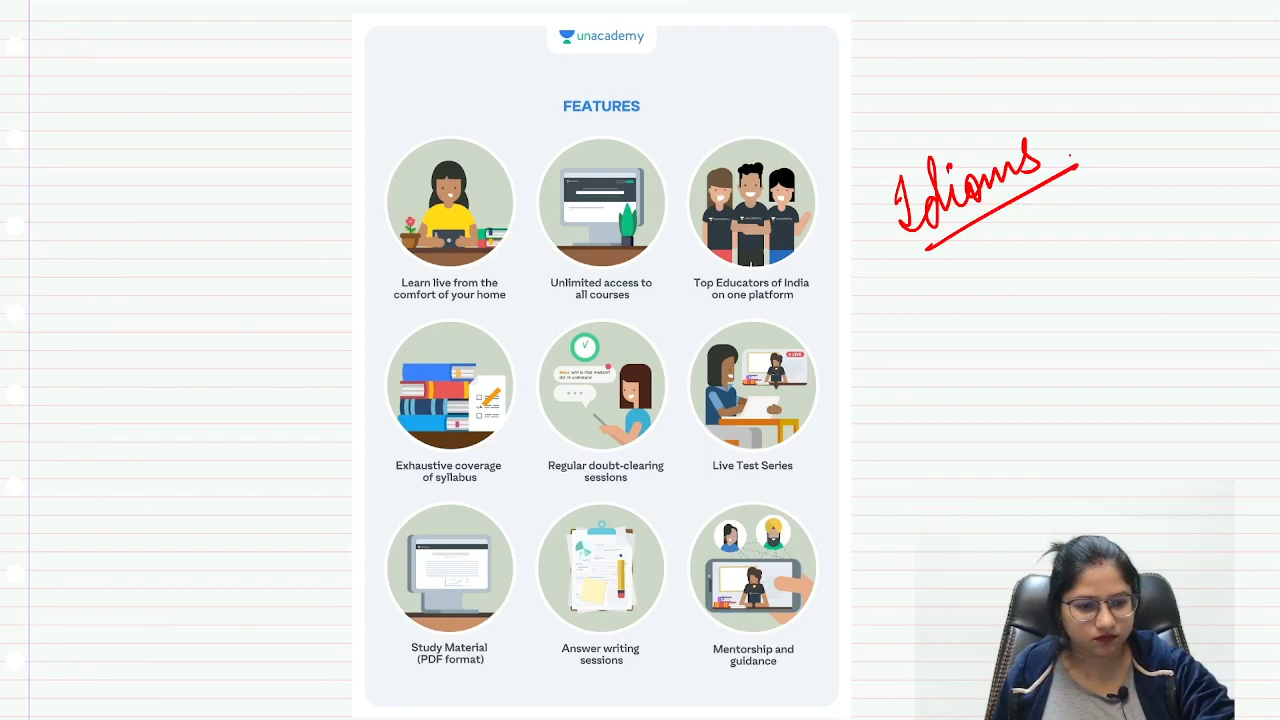 unacademy
FEATURES
Learn live from the
comfort of your home
Unlimited access to
all courses
Top Educators of India
on one platform
Exhaustive coverage
of syllabus
Regular doubt-clearing
sessions
Live Test Series
Study Material
(PDF format)
Answer writing
sessions
Mentorship and
guidance
Idioms
LIVE